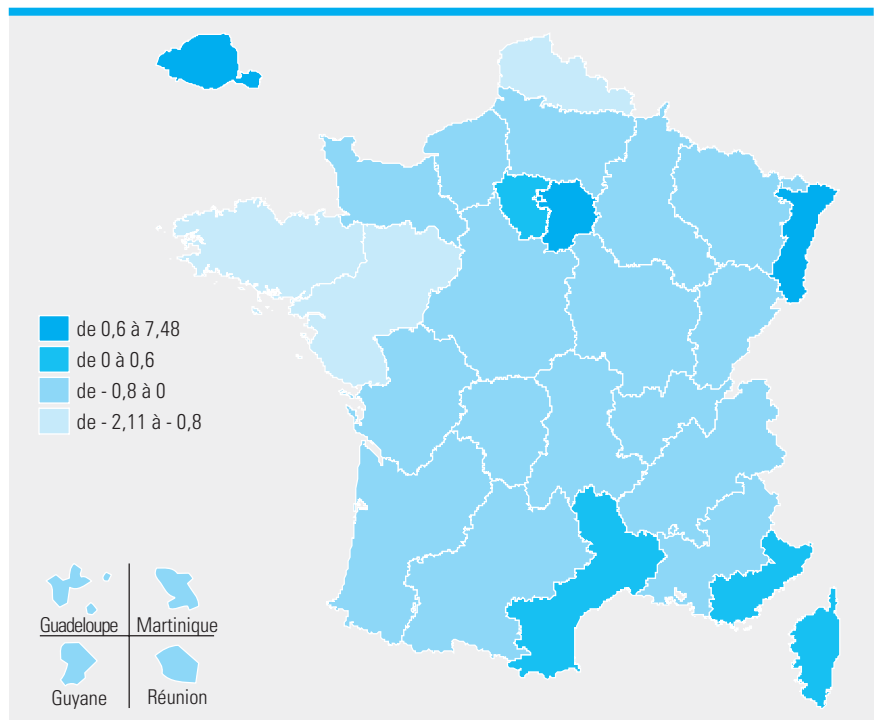 de 0,6 à 7,48
de 0 à 0,6
de - 0,8 à 0
de - 2,11 à - 0,8
Guadeloupe
Martinique
Guyane
Réunion